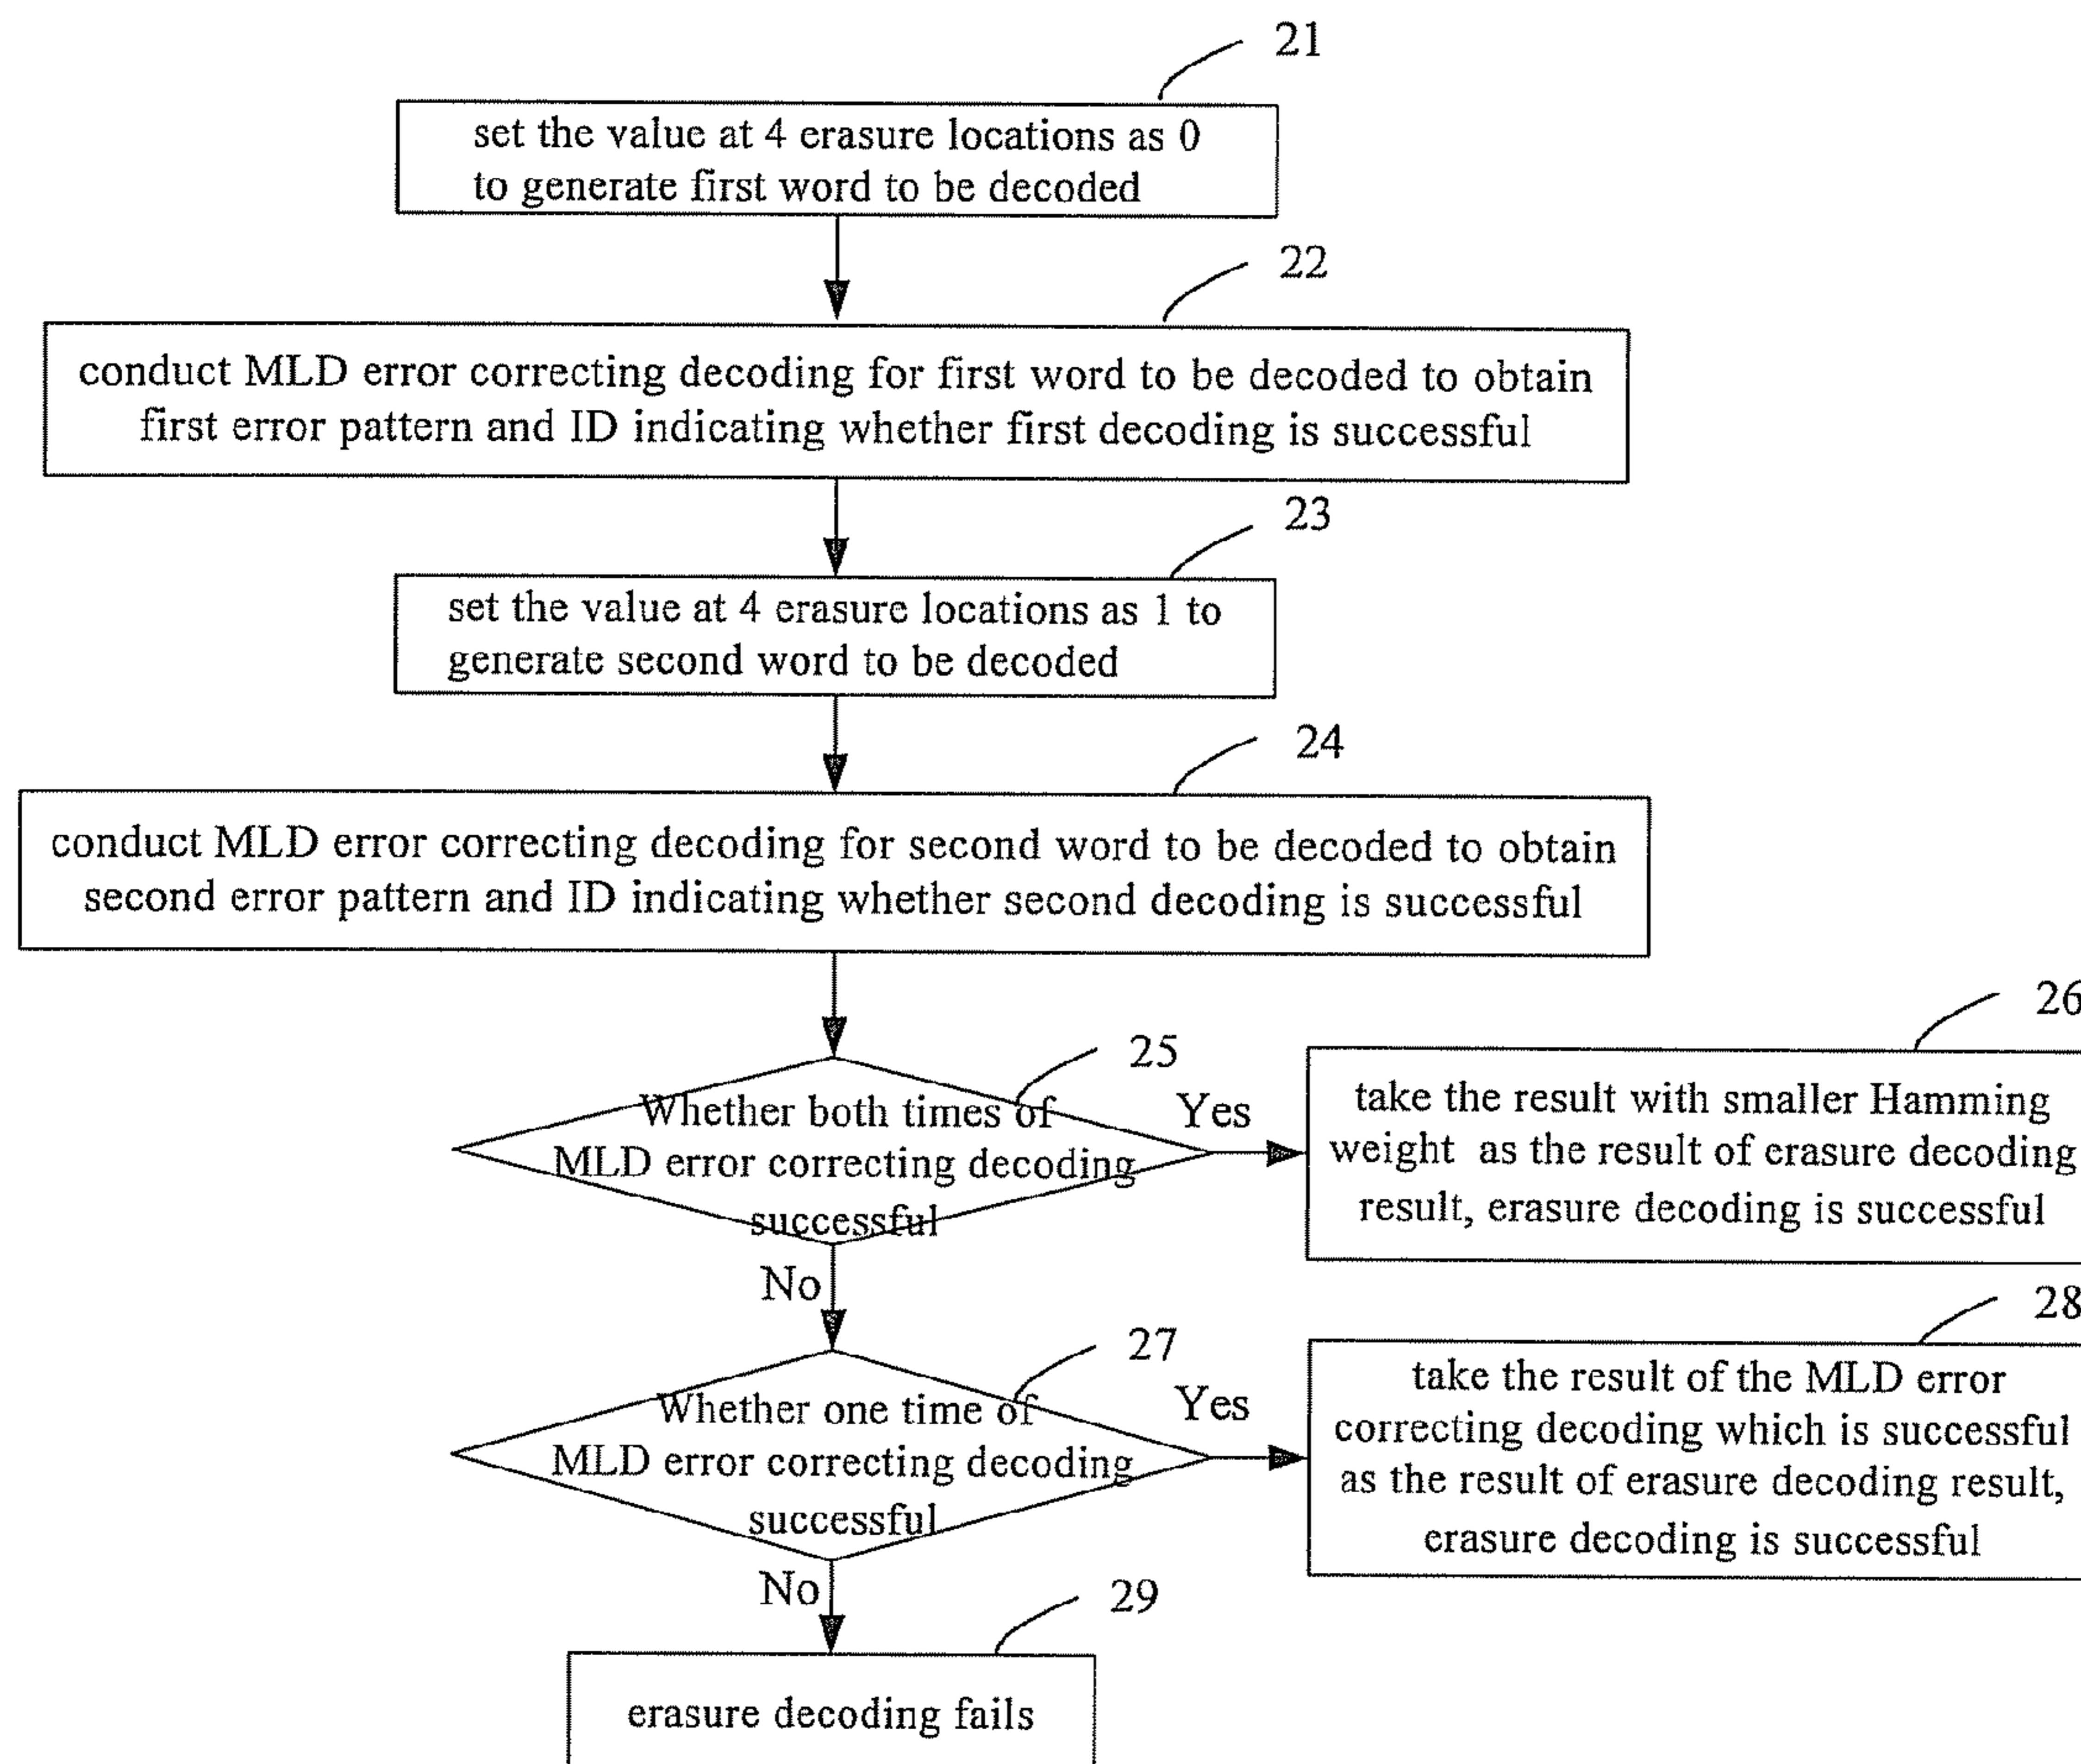 21
set the value at 4 erasure locations as 0
to generate first word to be decoded
22
conduct MLD error correcting decoding for first word to be decoded to obtain
first error pattern and ID indicating whether first decoding is successful
23
set the value at 4 erasure locations as 1 to
generate second word to be decoded
24
conduct MLD error correcting decoding for second word to be decoded to obtain
second error pattern and ID indicating whether second decoding is successful
25
Whether both times of
MLD error correcting decoding
successful
Yes
26
take the result with smaller Hamming
weight as the result of erasure decoding
result, erasure decoding is successful
No
27
Whether one time of
MLD error correcting decoding
successful
Yes
28
take the result of the MLD error
correcting decoding which is successful
as the result of erasure decoding result,
erasure decoding is successful
No
29
erasure decoding fails